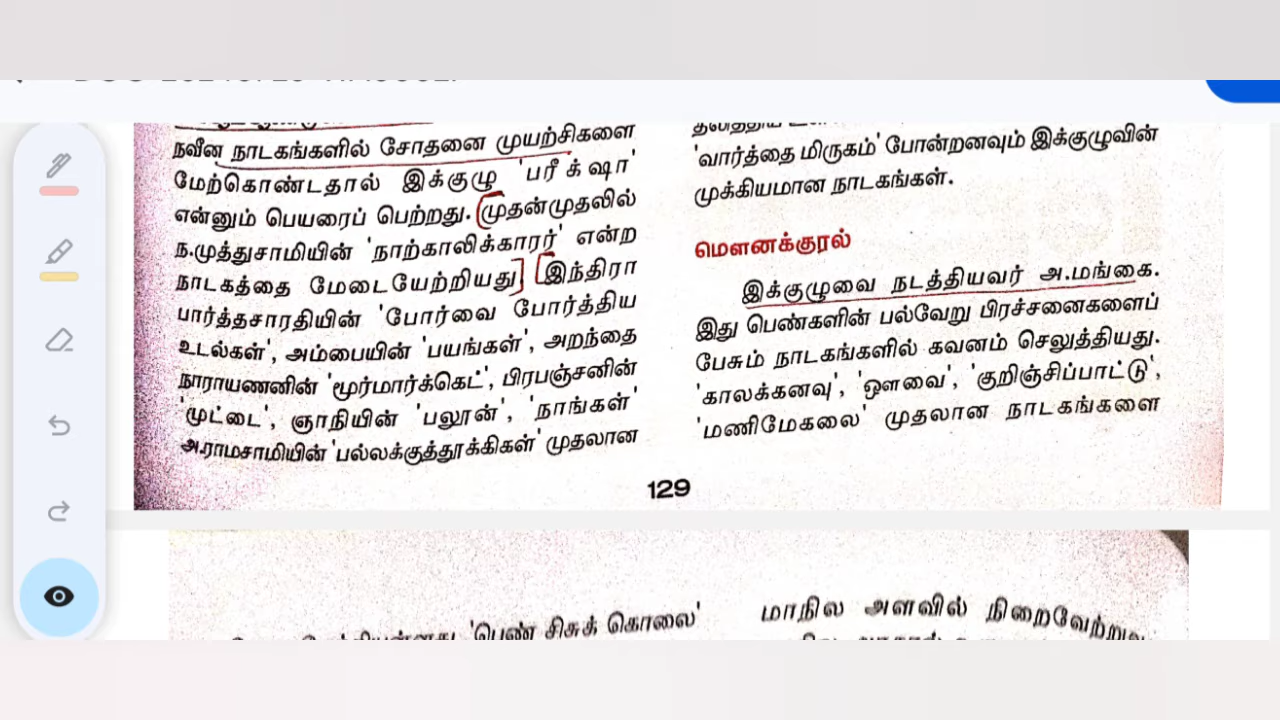 நவீன நாடகங்களில் சோதனை முயற்சிகளை
மேற்கொண்டதால் இக்குழு 'பரீக்‌ஷா'
என்னும் பெயரைப் பெற்றது. முதன்முதலில்
ந.முத்துசாமியின் 'நாற்காலிக்காரர்' என்ற
நாடகத்தை மேடையேற்றியது. இந்திரா
பார்த்தசாரதியின் 'போர்வை போர்த்திய
உடல்கள்', அம்பையின் 'பயங்கள்', அறந்தை
நாராயணனின் 'மூர்மார்க்கெட்', பிரபஞ்சனின்
'முட்டை', ஞாநியின் 'பலூன்', 'நாங்கள்'
அ.ராமசாமியின் 'பல்லக்குத்தூக்கிகள்' முதலான
'வார்த்தை மிருகம்' போன்றனவும் இக்குழுவின்
முக்கியமான நாடகங்கள்.
மௌனக்குரல்
இக்குழுவை நடத்தியவர் அ.மங்கை.
இது பெண்களின் பல்வேறு பிரச்சனைகளைப்
பேசும் நாடகங்களில் கவனம் செலுத்தியது.
'காலக்கனவு', 'ஔவை', 'குறிஞ்சிப்பாட்டு',
'மணிமேகலை' முதலான நாடகங்களை
129
'பெண் சிசுக் கொலை'
மாநில அளவில்